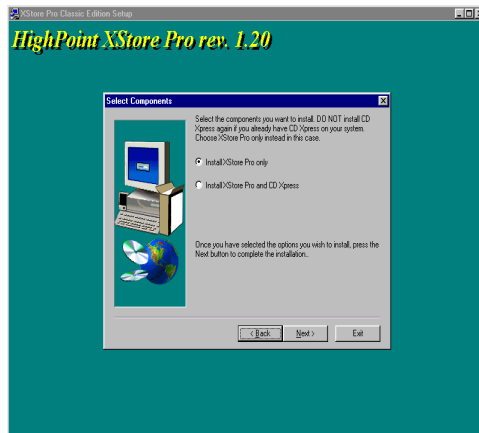 XStore Pro Classic Edition Setup
HighPoint XStore Pro rev. 1.20
Select Components
Select the components you want to install. DO NOT install CD
Xpress again if you already have CD Xpress on your system.
Choose XStore Pro only instead in this case.
Install XStore Pro only
Install XStore Pro and CD Xpress
Once you have selected the options you wish to install, press the
Next button to complete the installation..
< Back
Next >
Exit